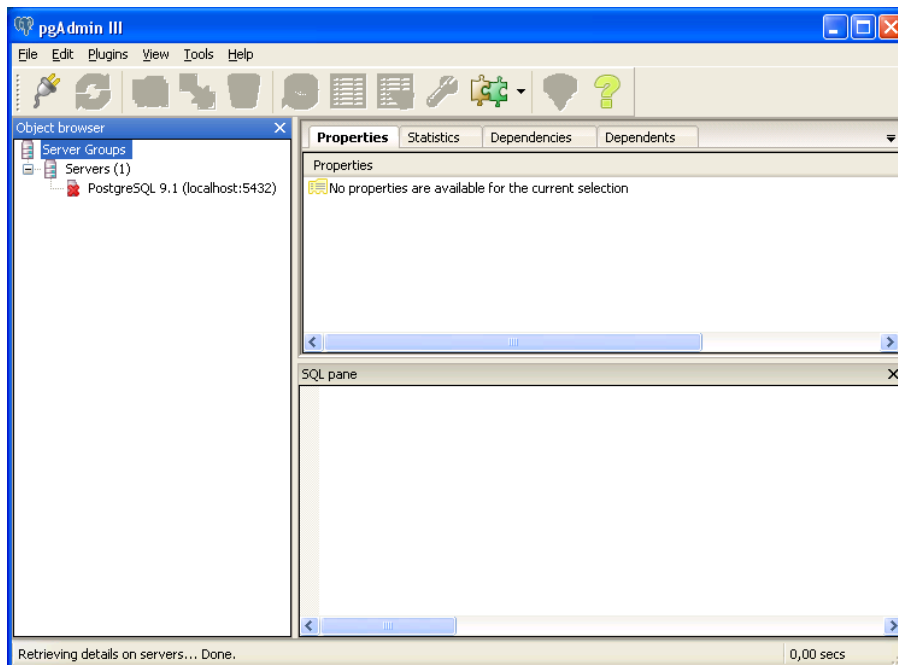 pgAdmin III
File Edit Plugins View Tools Help
Object browser
Server Groups
Servers (1)
PostgreSQL 9.1 (localhost:5432)
Properties Statistics Dependencies Dependents
Properties
No properties are available for the current selection
SQL pane
Retrieving details on servers... Done. 0,00 secs